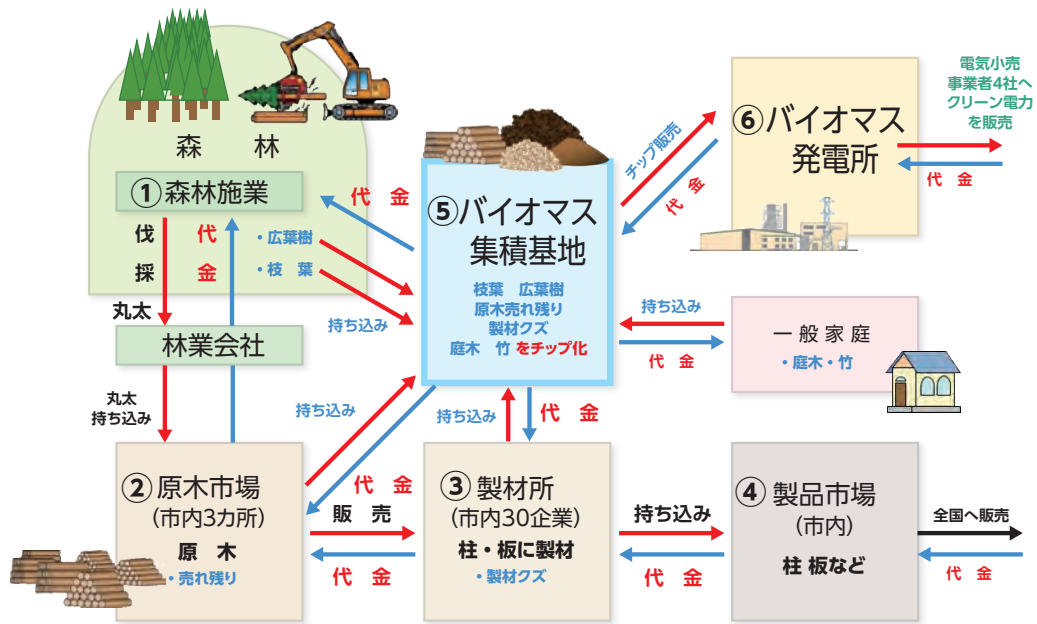 森 林
①森林施業
伐 採
代 金
・広葉樹
・枝 葉
丸太
林業会社
丸太
持ち込み
②原木市場
(市内3カ所)
原 木
・売れ残り
代 金
持ち込み
持ち込み
代 金
販 売
代 金
⑤バイオマス
集積基地
枝葉 広葉樹
原木売れ残り
製材クズ
庭木 竹 をチップ化
持ち込み
代 金
③製材所
(市内30企業)
柱・板に製材
・製材クズ
持ち込み
代 金
④製品市場
(市内)
柱 板など
全国へ販売
代 金
チップ販売
代 金
⑥バイオマス
発電所
電気小売
事業者4社へ
クリーン電力
を販売
代 金
持ち込み
代 金
一般家庭
・庭木・竹